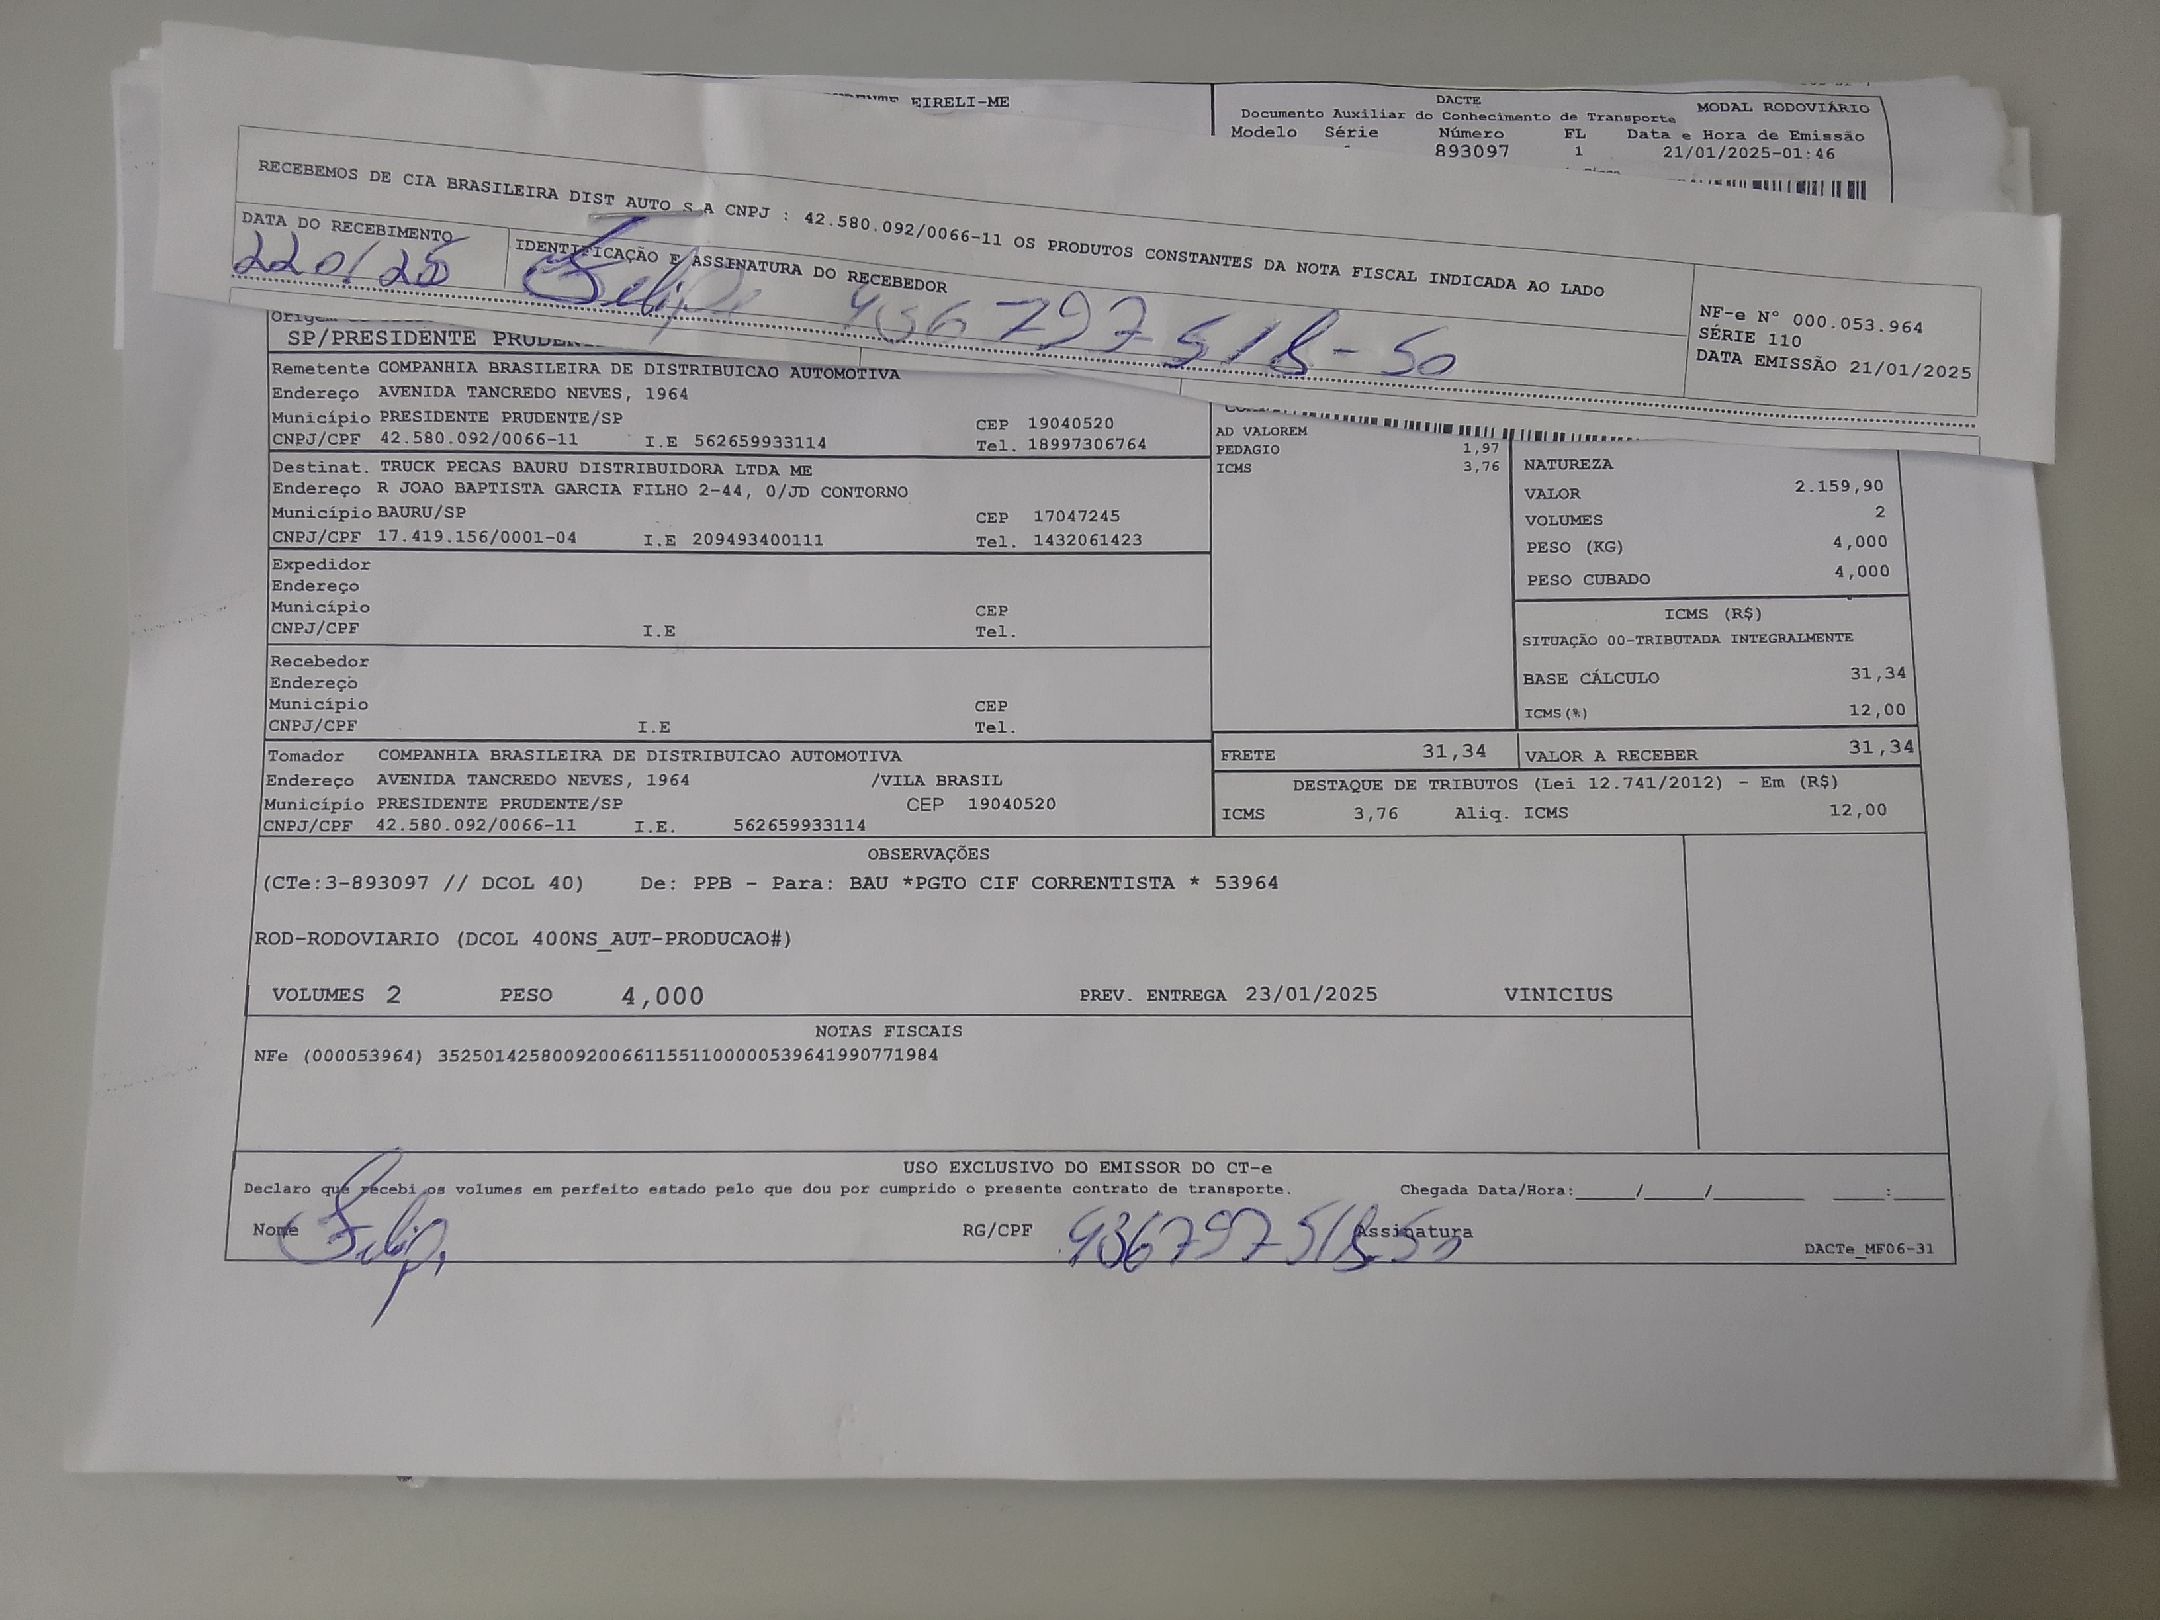 EIRELI-ME
DACTE
MODAL RODOVIÁRIO
Documento Auxiliar do Conhecimento de Transporte
Modelo Série Número FL Data e Hora de Emissão
893097 1 21/01/2025-01:46
RECEBEMOS DE CIA BRASILEIRA DIST AUTO S A CNPJ : 42.580.092/0066-11 OS PRODUTOS CONSTANTES DA NOTA FISCAL INDICADA AO LADO
DATA DO RECEBIMENTO
IDENTIFICAÇÃO E ASSINATURA DO RECEBEDOR
Felipe 436797518-50
NF-e N° 000.053.964
SÉRIE 110
DATA EMISSÃO 21/01/2025
SP/PRESIDENTE
Remetente COMPANHIA BRASILEIRA DE DISTRIBUICAO AUTOMOTIVA
Endereço AVENIDA TANCREDO NEVES, 1964
Município PRESIDENTE PRUDENTE/SP CEP 19040520
CNPJ/CPF 42.580.092/0066-11 I.E 562659933114 Tel. 18997306764
Destinat. TRUCK PECAS BAURU DISTRIBUIDORA LTDA ME
Endereço R JOAO BAPTISTA GARCIA FILHO 2-44, 0/JD CONTORNO
Município BAURU/SP CEP 17047245
CNPJ/CPF 17.419.156/0001-04 I.E 209493400111 Tel. 1432061423
Expedidor
Endereço
Município CEP
CNPJ/CPF I.E Tel.
Recebedor
Endereço
Município CEP
CNPJ/CPF I.E Tel.
Tomador COMPANHIA BRASILEIRA DE DISTRIBUICAO AUTOMOTIVA
Endereço AVENIDA TANCREDO NEVES, 1964 /VILA BRASIL
Município PRESIDENTE PRUDENTE/SP CEP 19040520
CNPJ/CPF 42.580.092/0066-11 I.E. 562659933114
AD VALOREM
PEDAGIO 1,97
ICMS 3,76
NATUREZA
VALOR 2.159,90
VOLUMES 2
PESO (KG) 4,000
PESO CUBADO 4,000
ICMS (R$)
SITUAÇÃO 00-TRIBUTADA INTEGRALMENTE
BASE CÁLCULO 31,34
ICMS(%) 12,00
FRETE 31,34 VALOR A RECEBER 31,34
DESTAQUE DE TRIBUTOS (Lei 12.741/2012) - Em (R$)
ICMS 3,76 Aliq. ICMS 12,00
OBSERVAÇÕES
(CTe:3-893097 // DCOL 40) De: PPB - Para: BAU *PGTO CIF CORRENTISTA * 53964
ROD-RODOVIARIO (DCOL 400NS_AUT-PRODUCAO#)
VOLUMES 2 PESO 4,000 PREV. ENTREGA 23/01/2025 VINICIUS
NOTAS FISCAIS
NFe (000053964) 35250142580092006611551100000539641990771984
USO EXCLUSIVO DO EMISSOR DO CT-e
Declaro que recebi os volumes em perfeito estado pelo que dou por cumprido o presente contrato de transporte. Chegada Data/Hora:____/____/________ ____:____
Nome Felipe RG/CPF 436797518-50 Assinatura
DACTe_MF06-31